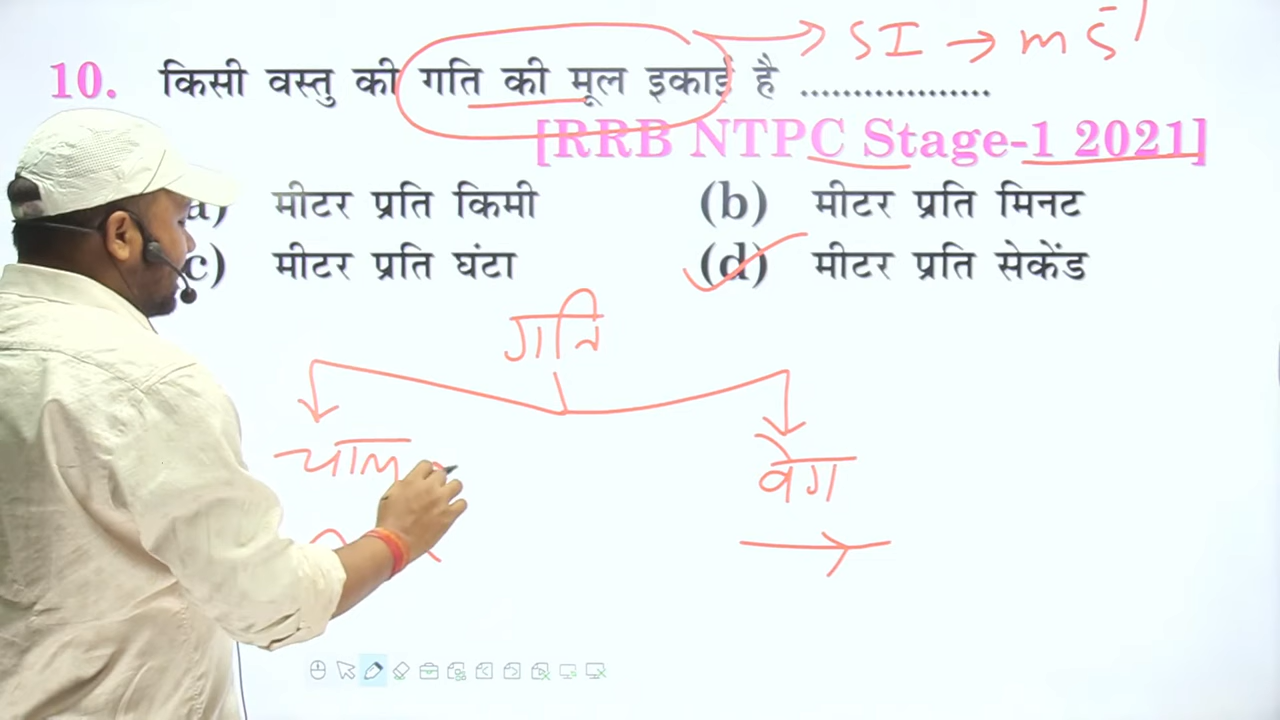 SI → mS⁻¹
10. किसी वस्तु की गति की मूल इकाई है ..................
[RRB NTPC Stage-1 2021]
a) मीटर प्रति किमी (b) मीटर प्रति मिनट
c) मीटर प्रति घंटा (d) मीटर प्रति सेकेंड
गति
चाल वेग